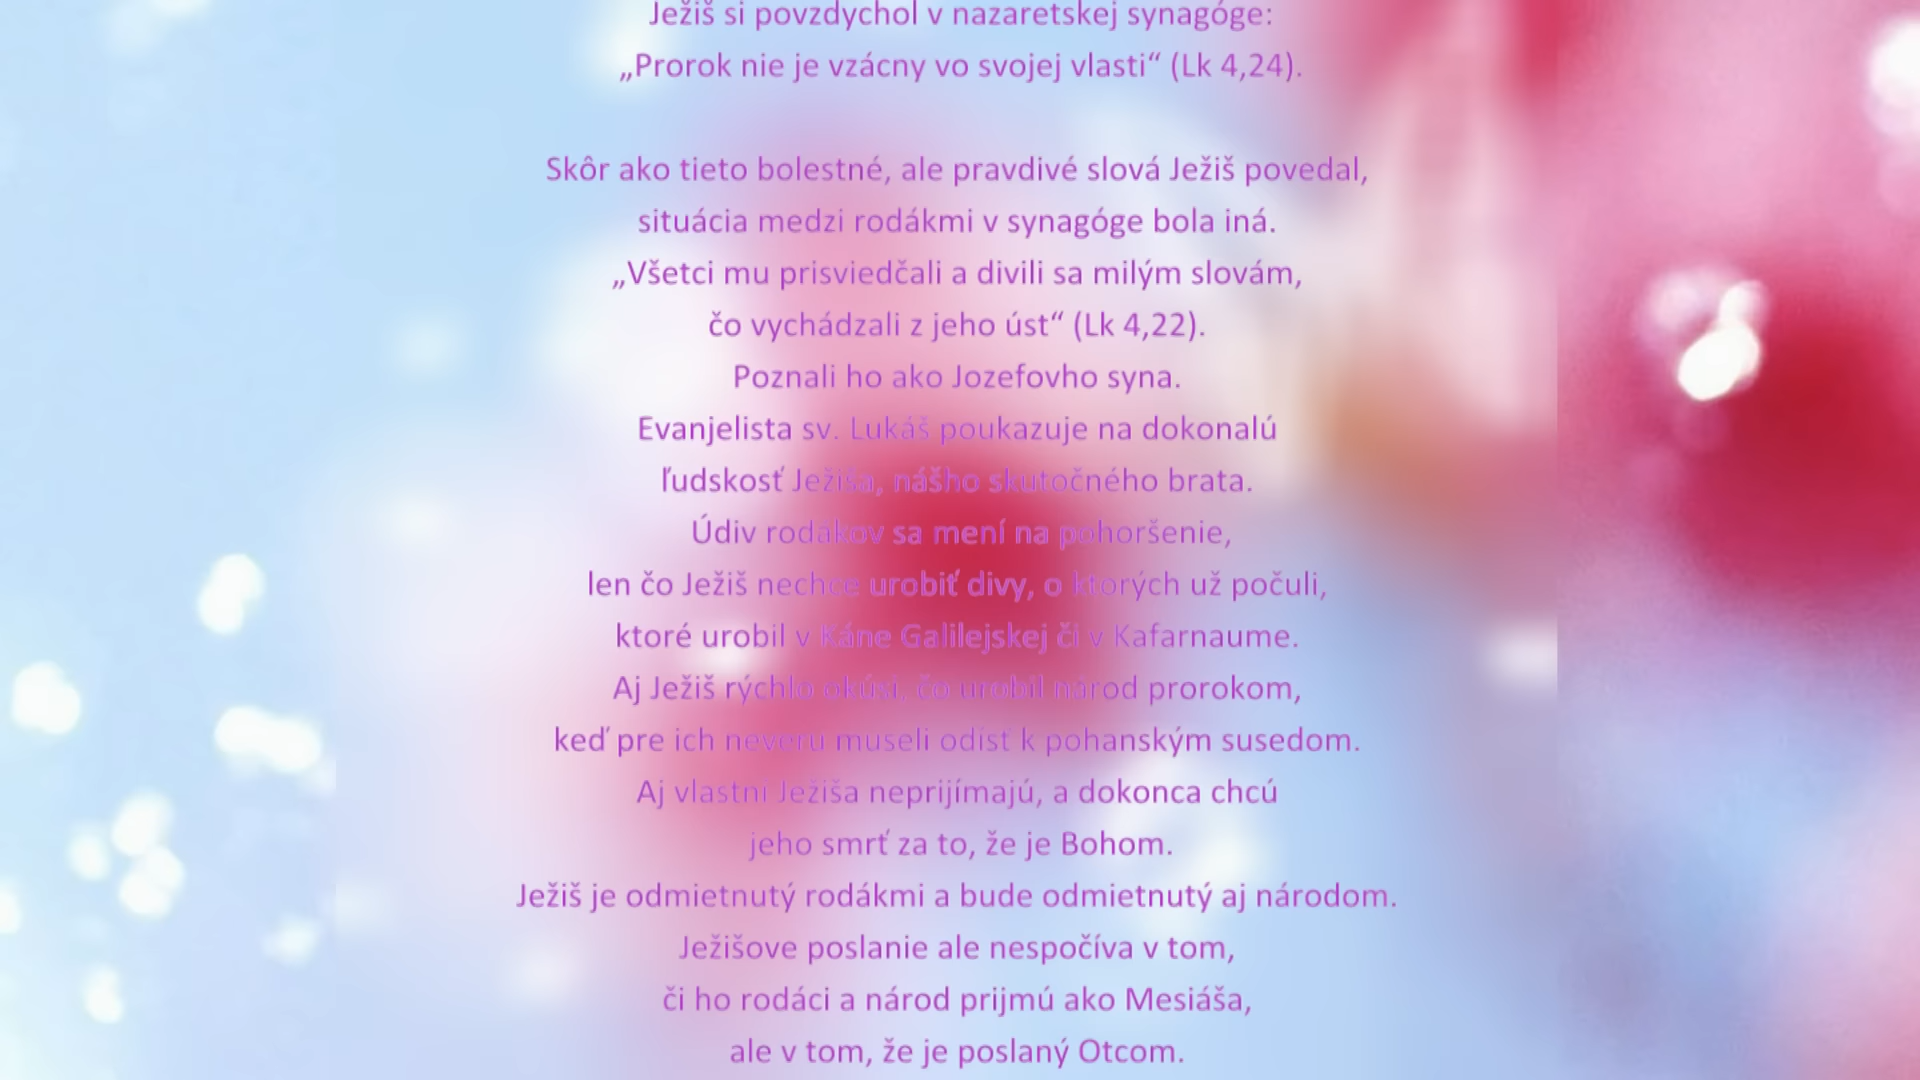 Ježiš si povzdychol v nazaretskej synagóge:
„Prorok nie je vzácny vo svojej vlasti“ (Lk 4,24).
Skôr ako tieto bolestné, ale pravdivé slová Ježiš povedal,
situácia medzi rodákmi v synagóge bola iná.
„Všetci mu prisviedčali a divili sa milým slovám,
čo vychádzali z jeho úst“ (Lk 4,22).
Poznali ho ako Jozefovho syna.
Evanjelista sv. Lukáš poukazuje na dokonalú
ľudskosť Ježiša, nášho skutočného brata.
Údiv rodákov sa mení na pohoršenie,
len čo Ježiš nechce urobiť divy, o ktorých už počuli,
ktoré urobil v Káne Galilejskej či v Kafarnaume.
Aj Ježiš rýchlo okúsi, čo urobil národ prorokom,
keď pre ich neveru museli odísť k pohanským susedom.
Aj vlastní Ježiša neprijímajú, a dokonca chcú
jeho smrť za to, že je Bohom.
Ježiš je odmietnutý rodákmi a bude odmietnutý aj národom.
Ježišove poslanie ale nespočíva v tom,
či ho rodáci a národ prijmú ako Mesiáša,
ale v tom, že je poslaný Otcom.